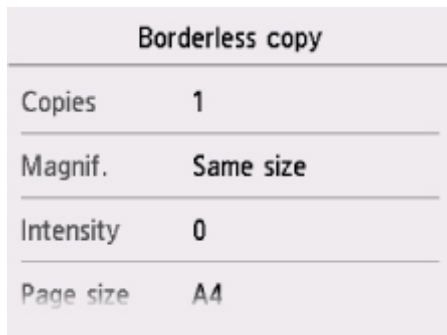 Borderless copy
Copies 1
Magnif. Same size
Intensity 0
Page size A4